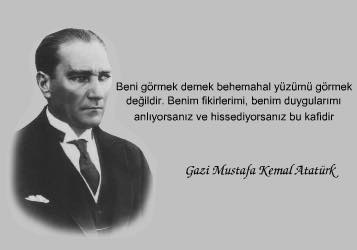 Beni görmek demek behemahal yüzümü görmek
değildir. Benim fikirlerimi, benim duygularımı
anlıyorsanız ve hissediyorsanız bu kafidir
Gazi Mustafa Kemal Atatürk